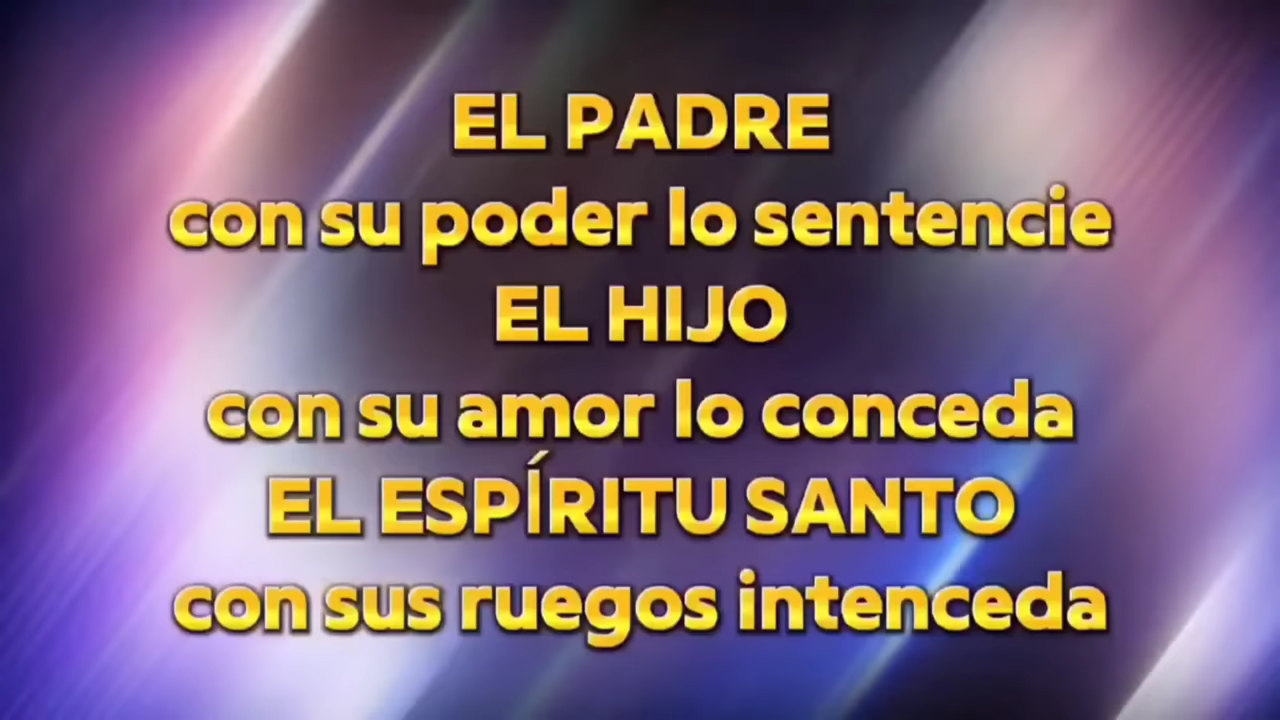 EL PADRE
con su poder lo sentencie
EL HIJO
con su amor lo conceda
EL ESPÍRITU SANTO
con sus ruegos intenceda